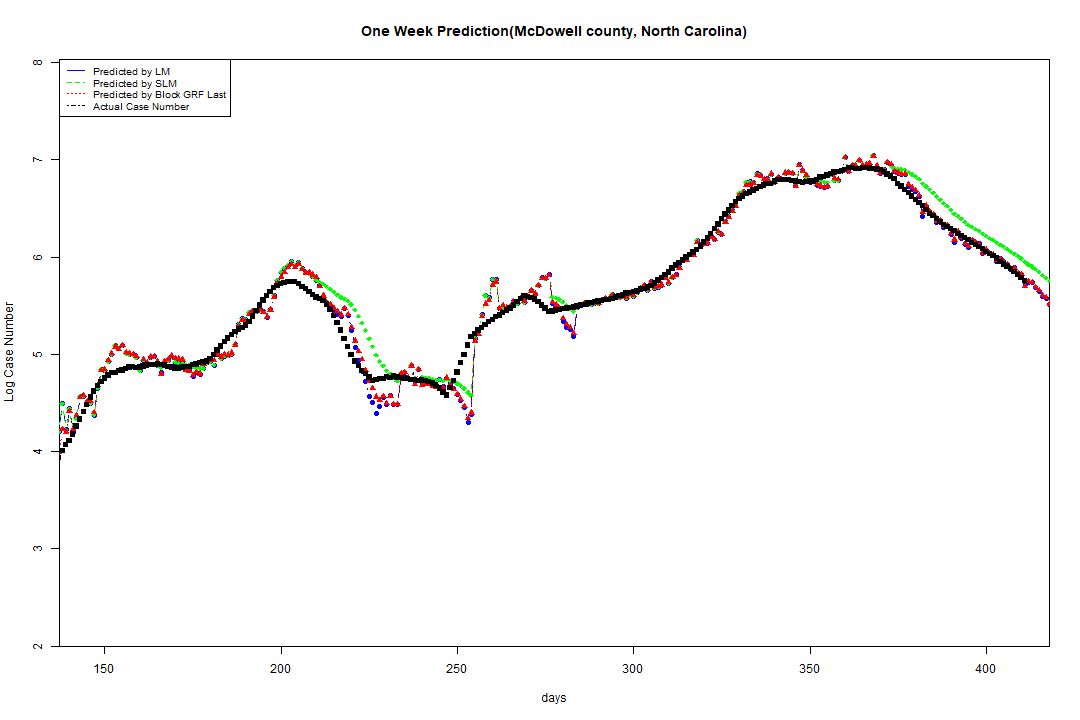 One Week Prediction(McDowell county, North Carolina)
Predicted by LM
Predicted by SLM
Predicted by Block GRF Last
Actual Case Number
8
7
6
5
4
3
2
Log Case Number
150 200 250 300 350 400
days